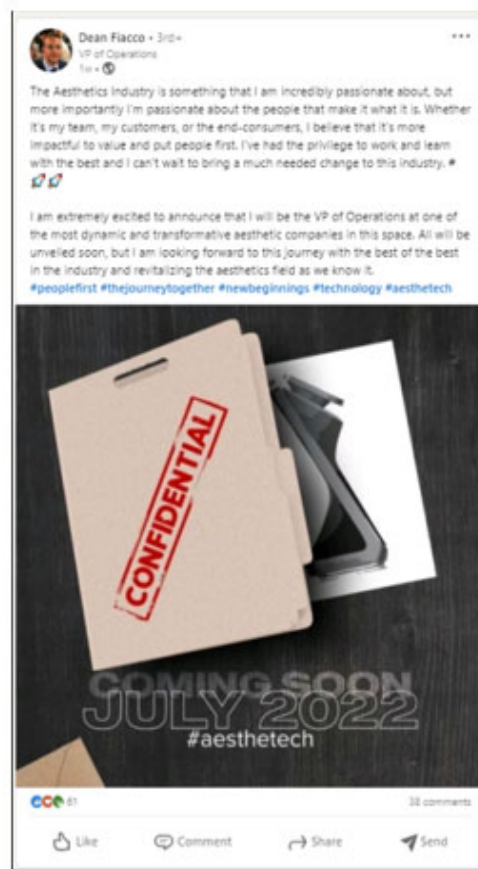 Dean Fiacco • 3rd+
VP of Operations
1w •
The Aesthetics Industry is something that I am incredibly passionate about, but
more importantly I'm passionate about the people that make it what it is. Whether
it's my team, my customers, or the end-consumers, I believe that it's more
impactful to value and put people first. I've had the privilege to work and learn
with the best and I can't wait to bring a much needed change to this industry. #
I am extremely excited to announce that I will be the VP of Operations at one of
the most dynamic and transformative aesthetic companies in this space. All will be
unveiled soon, but I am looking forward to this journey with the best of the best
in the industry and revitalizing the aesthetics field as we know it.
#peoplefirst #thejourneytogether #newbeginnings #technology #aesthetech
CONFIDENTIAL
COMING SOON
JULY 2022
#aesthetech
61
38 comments
Like
Comment
Share
Send